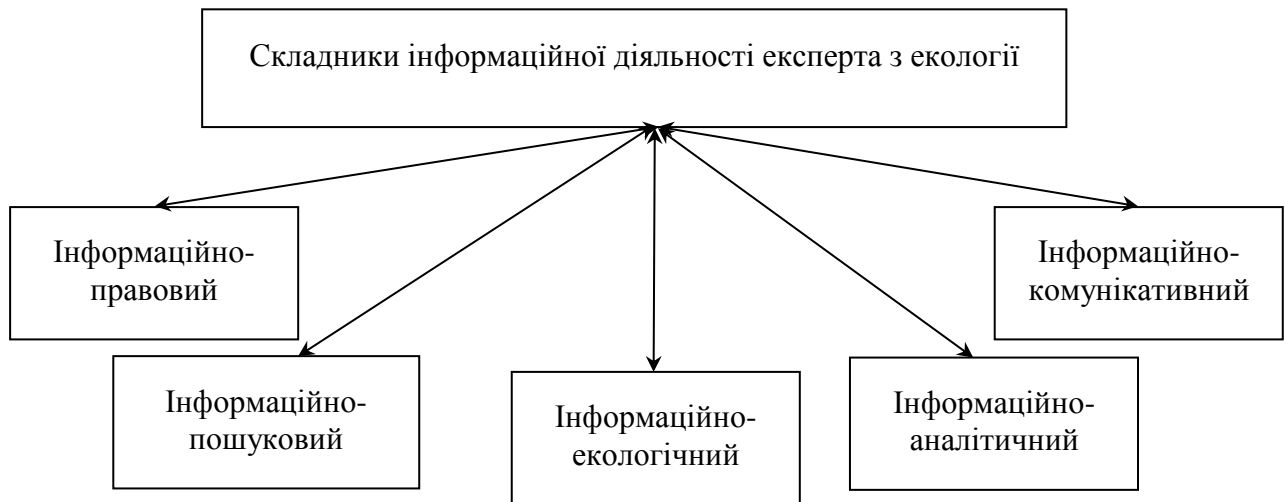 Складники інформаційної діяльності експерта з екології
Інформаційно-
правовий
Інформаційно-
пошуковий
Інформаційно-
екологічний
Інформаційно-
аналітичний
Інформаційно-
комунікативний